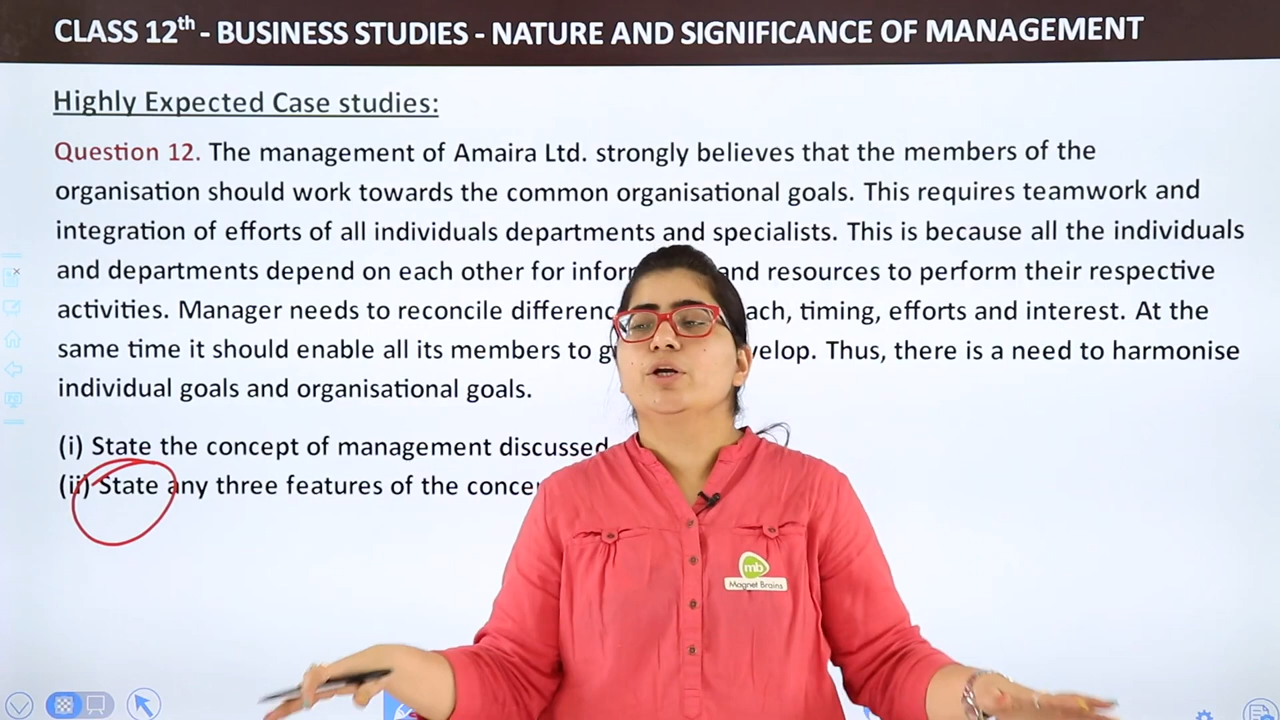 CLASS 12th - BUSINESS STUDIES - NATURE AND SIGNIFICANCE OF MANAGEMENT
Highly Expected Case studies:
Question 12. The management of Amaira Ltd. strongly believes that the members of the
organisation should work towards the common organisational goals. This requires teamwork and
integration of efforts of all individuals departments and specialists. This is because all the individuals
and departments depend on each other for and resources to perform their respective
activities. Manager needs to reconcile timing, efforts and interest. At the
same time it should enable all its members to Thus, there is a need to harmonise
individual goals and organisational goals.
(i) State the concept of management discussed
(ii) State any three features of the
mb
Magnet Brains